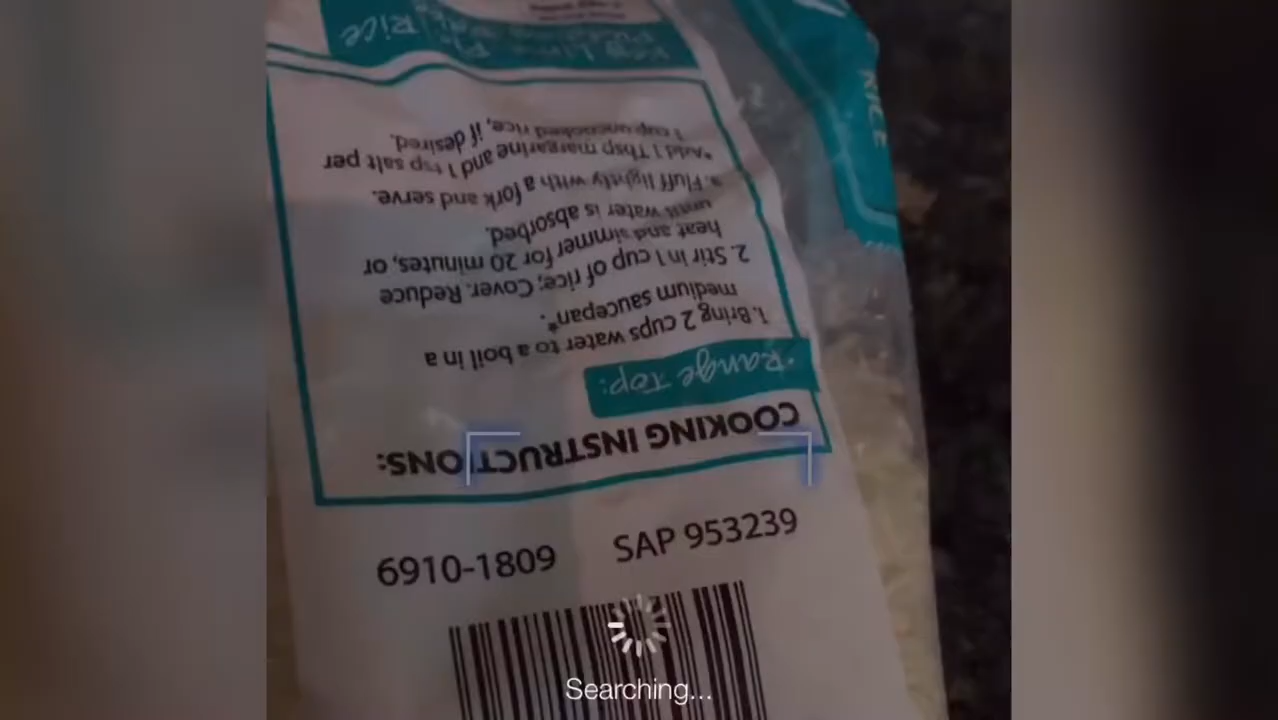 COOKING INSTRUCTIONS:
• Range Top:
1. Bring 2 cups water to a boil in a
medium saucepan*.
2. Stir in 1 cup of rice; Cover. Reduce
heat and simmer for 20 minutes, or
until water is absorbed.
3. Fluff lightly with a fork and serve.
*Add 1 Tbsp margarine and 1 tsp salt per
1 cup uncooked rice, if desired.
Rice
RICE
6910-1809 SAP 953239
Searching...